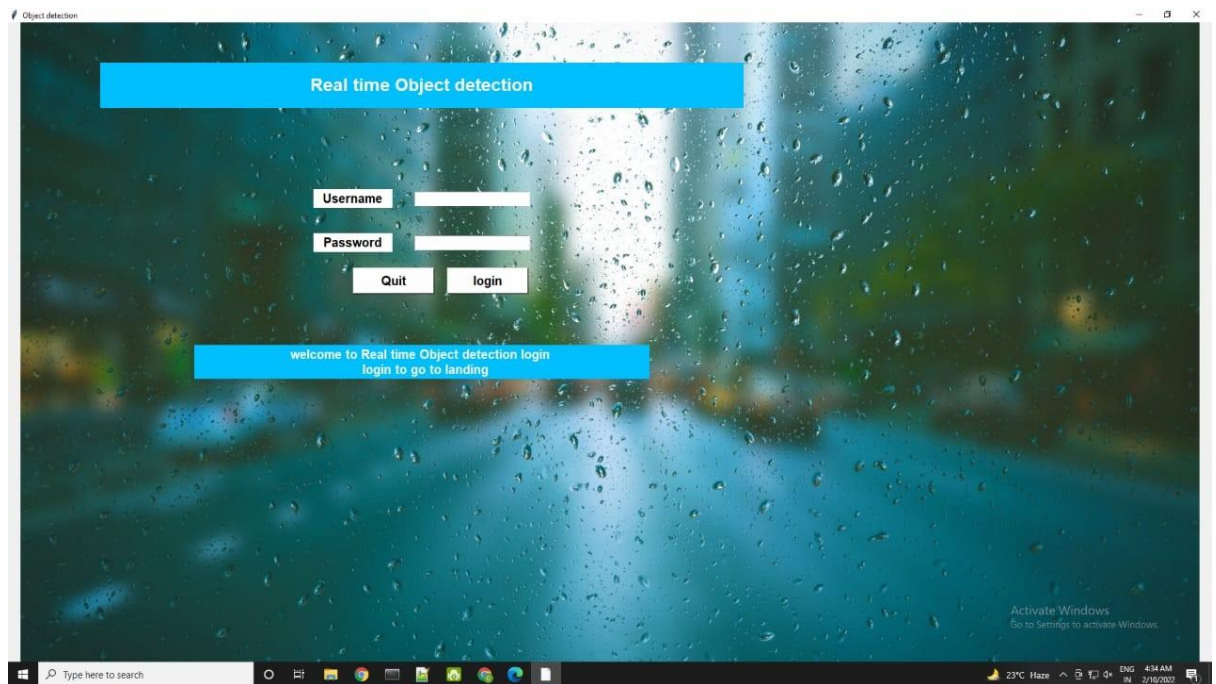 Object detection
Real time Object detection
Username
Password
Quit
login
welcome to Real time Object detection login
login to go to landing
Activate Windows
Go to Settings to activate Windows.
Type here to search
23°C Haze
ENG
IN
4:34 AM
2/10/2022